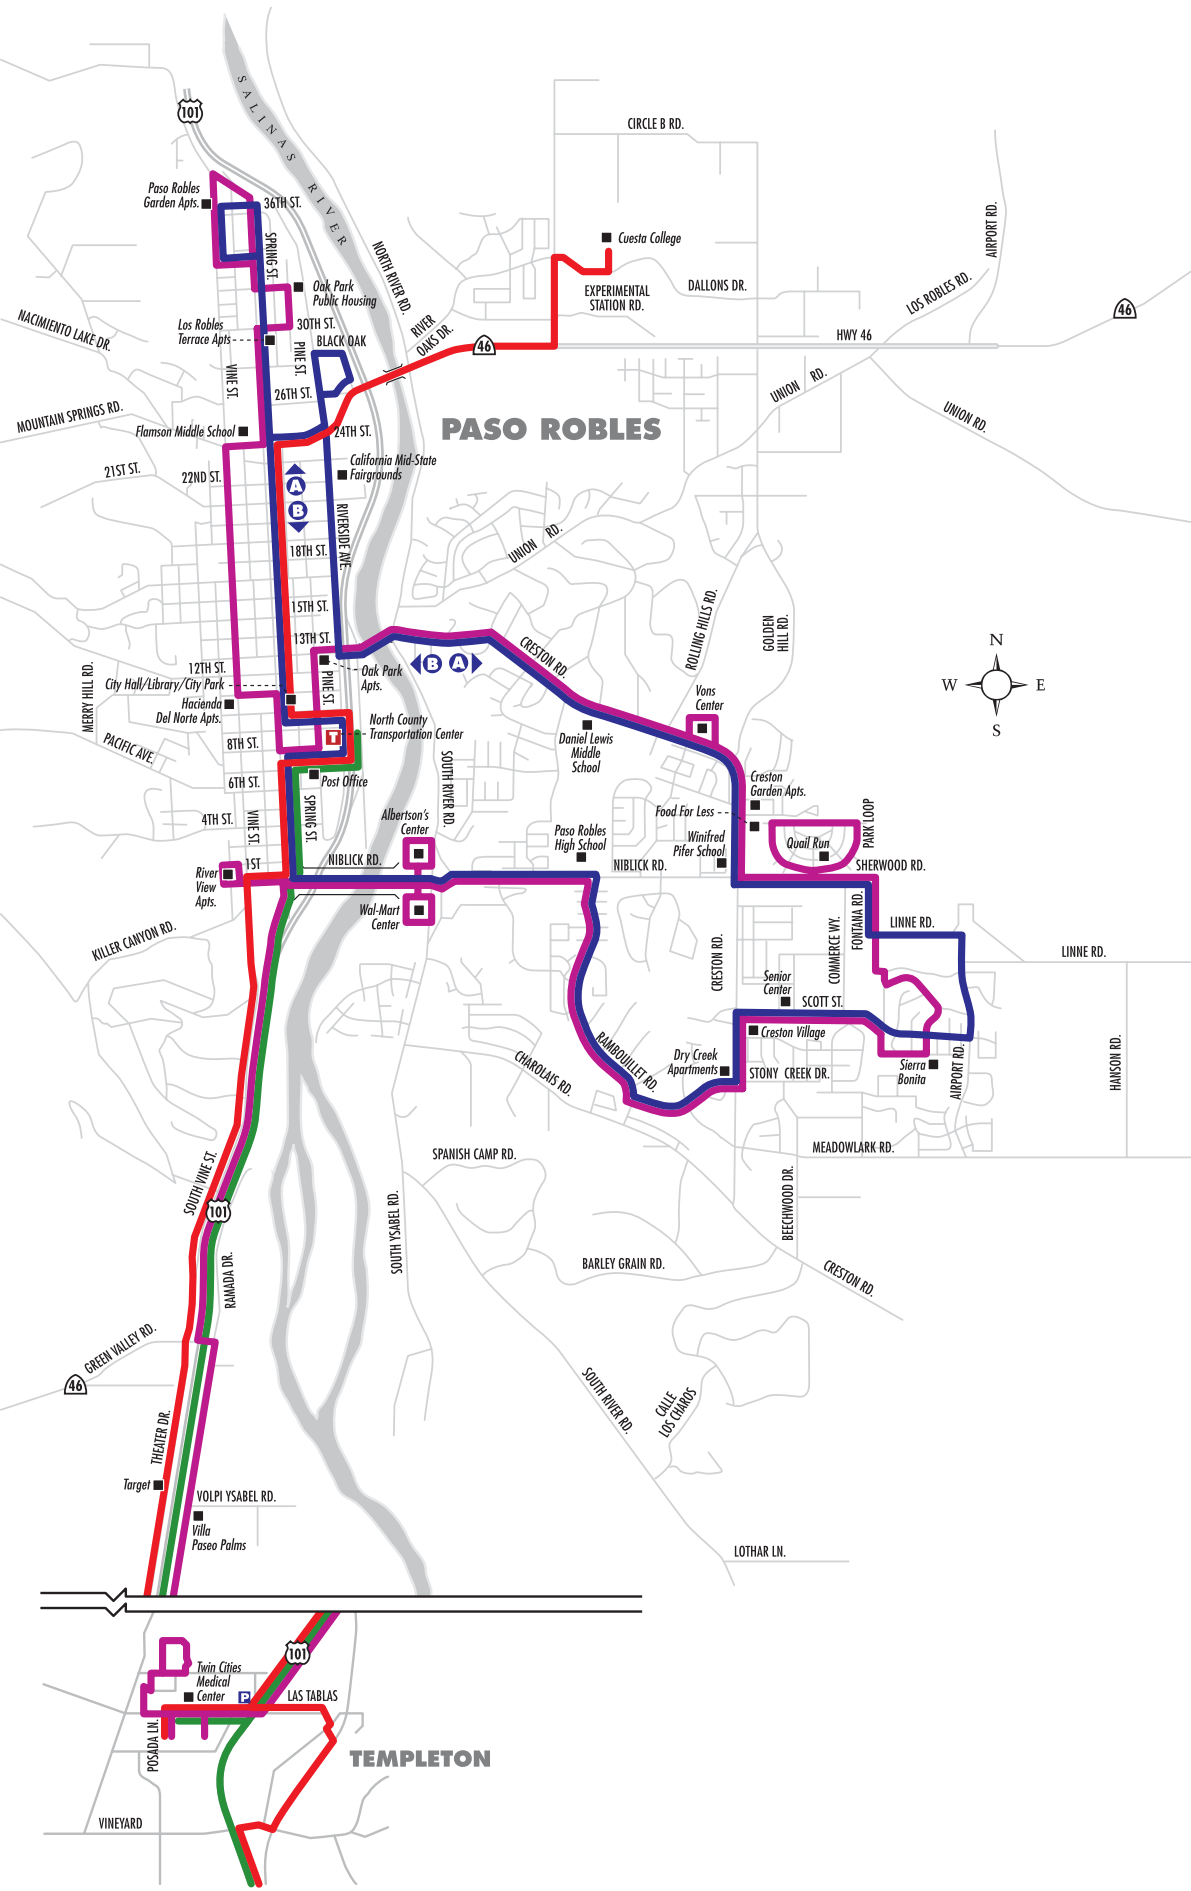 CIRCLE B RD.
101
SALINAS RIVER
Paso Robles
Garden Apts.
36TH ST.
SPRING ST.
NORTH RIVER RD.
Cuesta College
AIRPORT RD.
Oak Park
Public Housing
EXPERIMENTAL
STATION RD.
DALLONS DR.
LOS ROBLES RD.
46
NACIMIENTO LAKE DR.
Los Robles
Terrace Apts
30TH ST.
RIVER
OAKS DR.
BLACK OAK
PINE ST.
46
HWY 46
VINE ST.
26TH ST.
UNION RD.
UNION RD.
MOUNTAIN SPRINGS RD.
Flamson Middle School
24TH ST.
PASO ROBLES
21ST ST.
22ND ST.
California Mid-State
Fairgrounds
A
B
RIVERSIDE AVE.
18TH ST.
UNION RD.
15TH ST.
13TH ST.
ROLLING HILLS RD.
GOLDEN
HILL RD.
CRESTON RD.
B A
N
W E
S
12TH ST.
MERRY HILL RD.
City Hall/Library/City Park
Oak Park
Apts.
PINE ST.
Hacienda
Del Norte Apts.
Vons
Center
North County
Transportation Center
T
PACIFIC AVE.
8TH ST.
Daniel Lewis
Middle
School
6TH ST.
Post Office
SOUTH RIVER RD.
Creston
Garden Apts.
4TH ST.
VINE ST.
SPRING ST.
Albertson's
Center
Food For Less
PARK LOOP
Paso Robles
High School
Winifred
Pifer School
Quail Run
1ST
NIBLICK RD.
NIBLICK RD.
SHERWOOD RD.
River
View
Apts.
Wal-Mart
Center
FONTANA RD.
LINNE RD.
KILLER CANYON RD.
COMMERCE WY.
LINNE RD.
CRESTON RD.
Senior
Center
SCOTT ST.
Creston Village
RAMBOUILLET RD.
CHAROLAIS RD.
Dry Creek
Apartments
STONY CREEK DR.
Sierra
Bonita
AIRPORT RD.
HANSON RD.
SPANISH CAMP RD.
MEADOWLARK RD.
SOUTH VINE ST.
101
SOUTH YSABEL RD.
BEECHWOOD DR.
RAMADA DR.
BARLEY GRAIN RD.
CRESTON RD.
GREEN VALLEY RD.
46
SOUTH RIVER RD.
CALLE
LOS CHAROS
THEATER DR.
Target
VOLPI YSABEL RD.
Villa
Paseo Palms
LOTHAR LN.
101
Twin Cities
Medical
Center
P
LAS TABLAS
POSADA LN.
TEMPLETON
VINEYARD